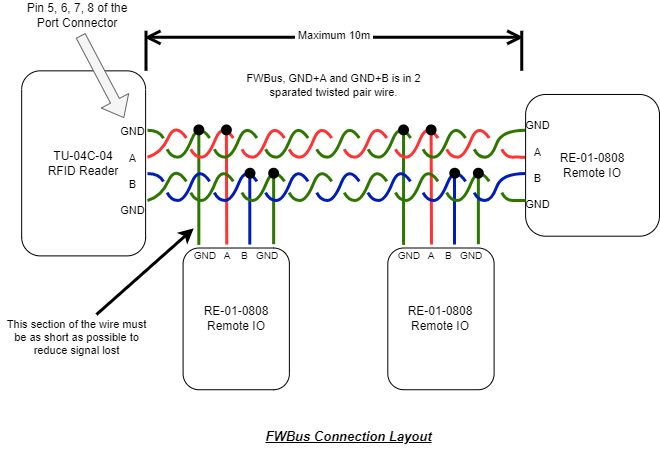 Pin 5, 6, 7, 8 of the
Port Connector
Maximum 10m
FWBus, GND+A and GND+B is in 2
sparated twisted pair wire.
GND
A
B
GND
TU-04C-04
RFID Reader
GND
A
B
GND
RE-01-0808
Remote IO
GND A B GND
GND A B GND
RE-01-0808
Remote IO
RE-01-0808
Remote IO
This section of the wire must
be as short as possible to
reduce signal lost
FWBus Connection Layout